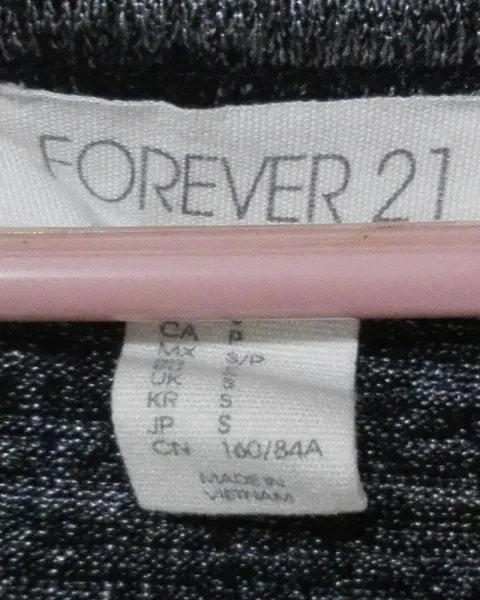 FOREVER 21
CA P
MX S/P
UK S
KR S
JP S
CN 160/84A
MADE IN
VIETNAM